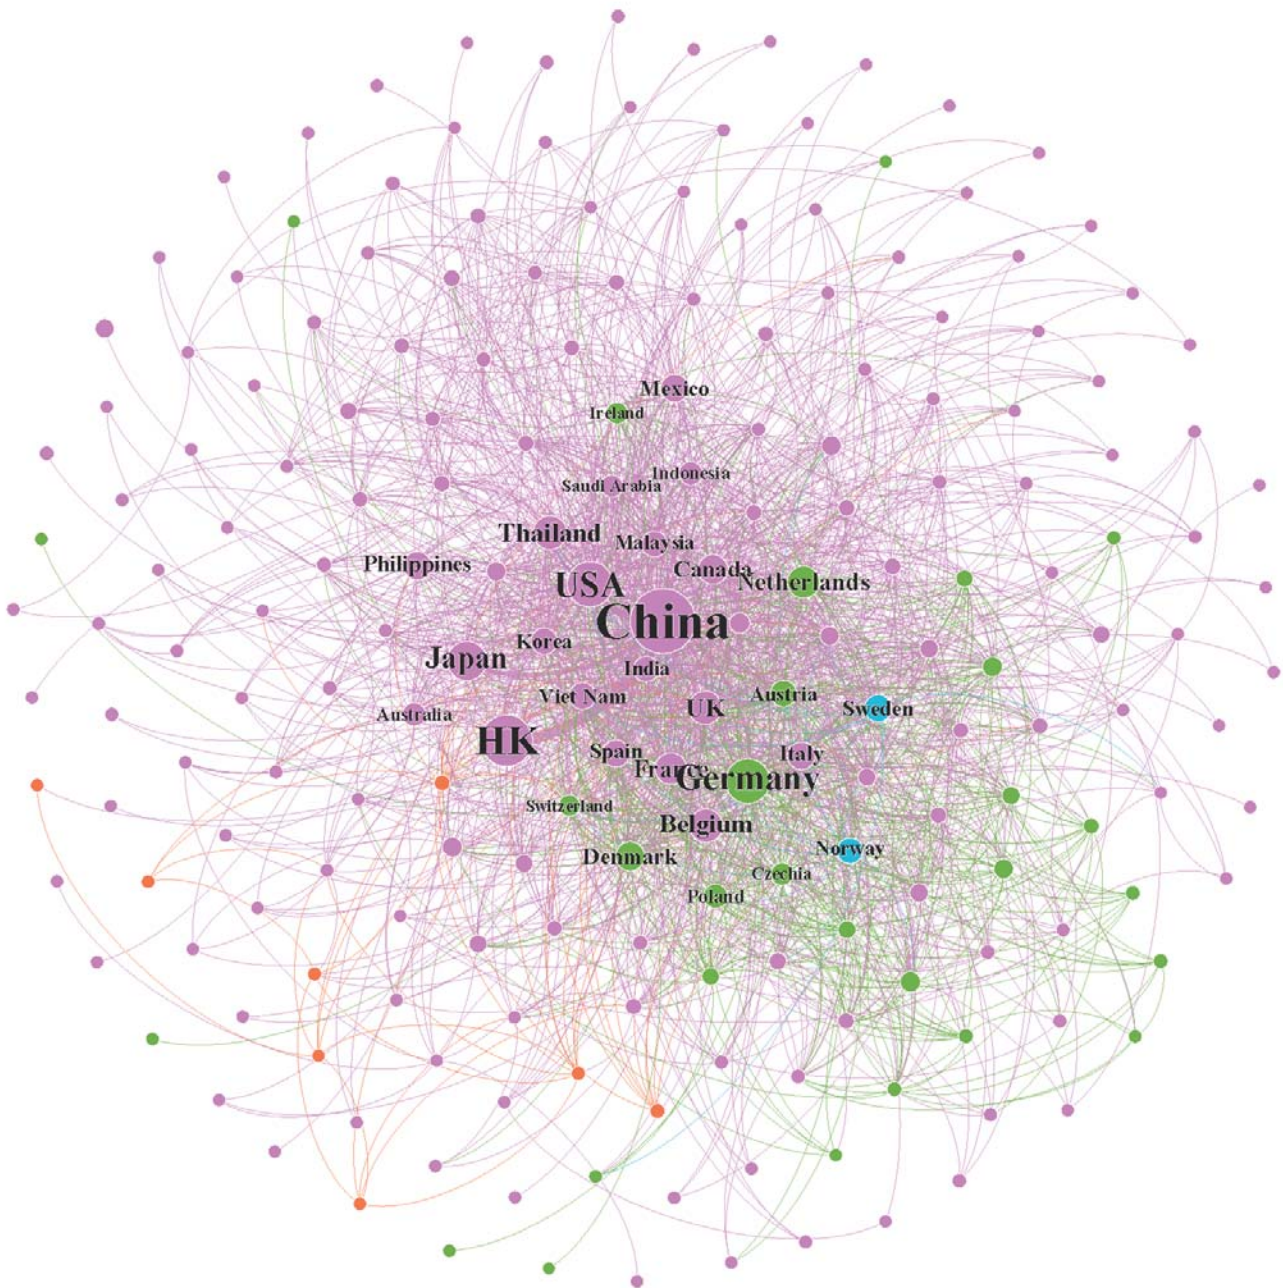 Mexico
Ireland
Indonesia
Saudi Arabia
Thailand
Malaysia
Philippines
Canada
USA
Netherlands
China
Korea
Japan
India
Viet Nam
Austria
UK
Sweden
Australia
HK
Spain
Italy
France
Germany
Switzerland
Belgium
Norway
Denmark
Czechia
Poland